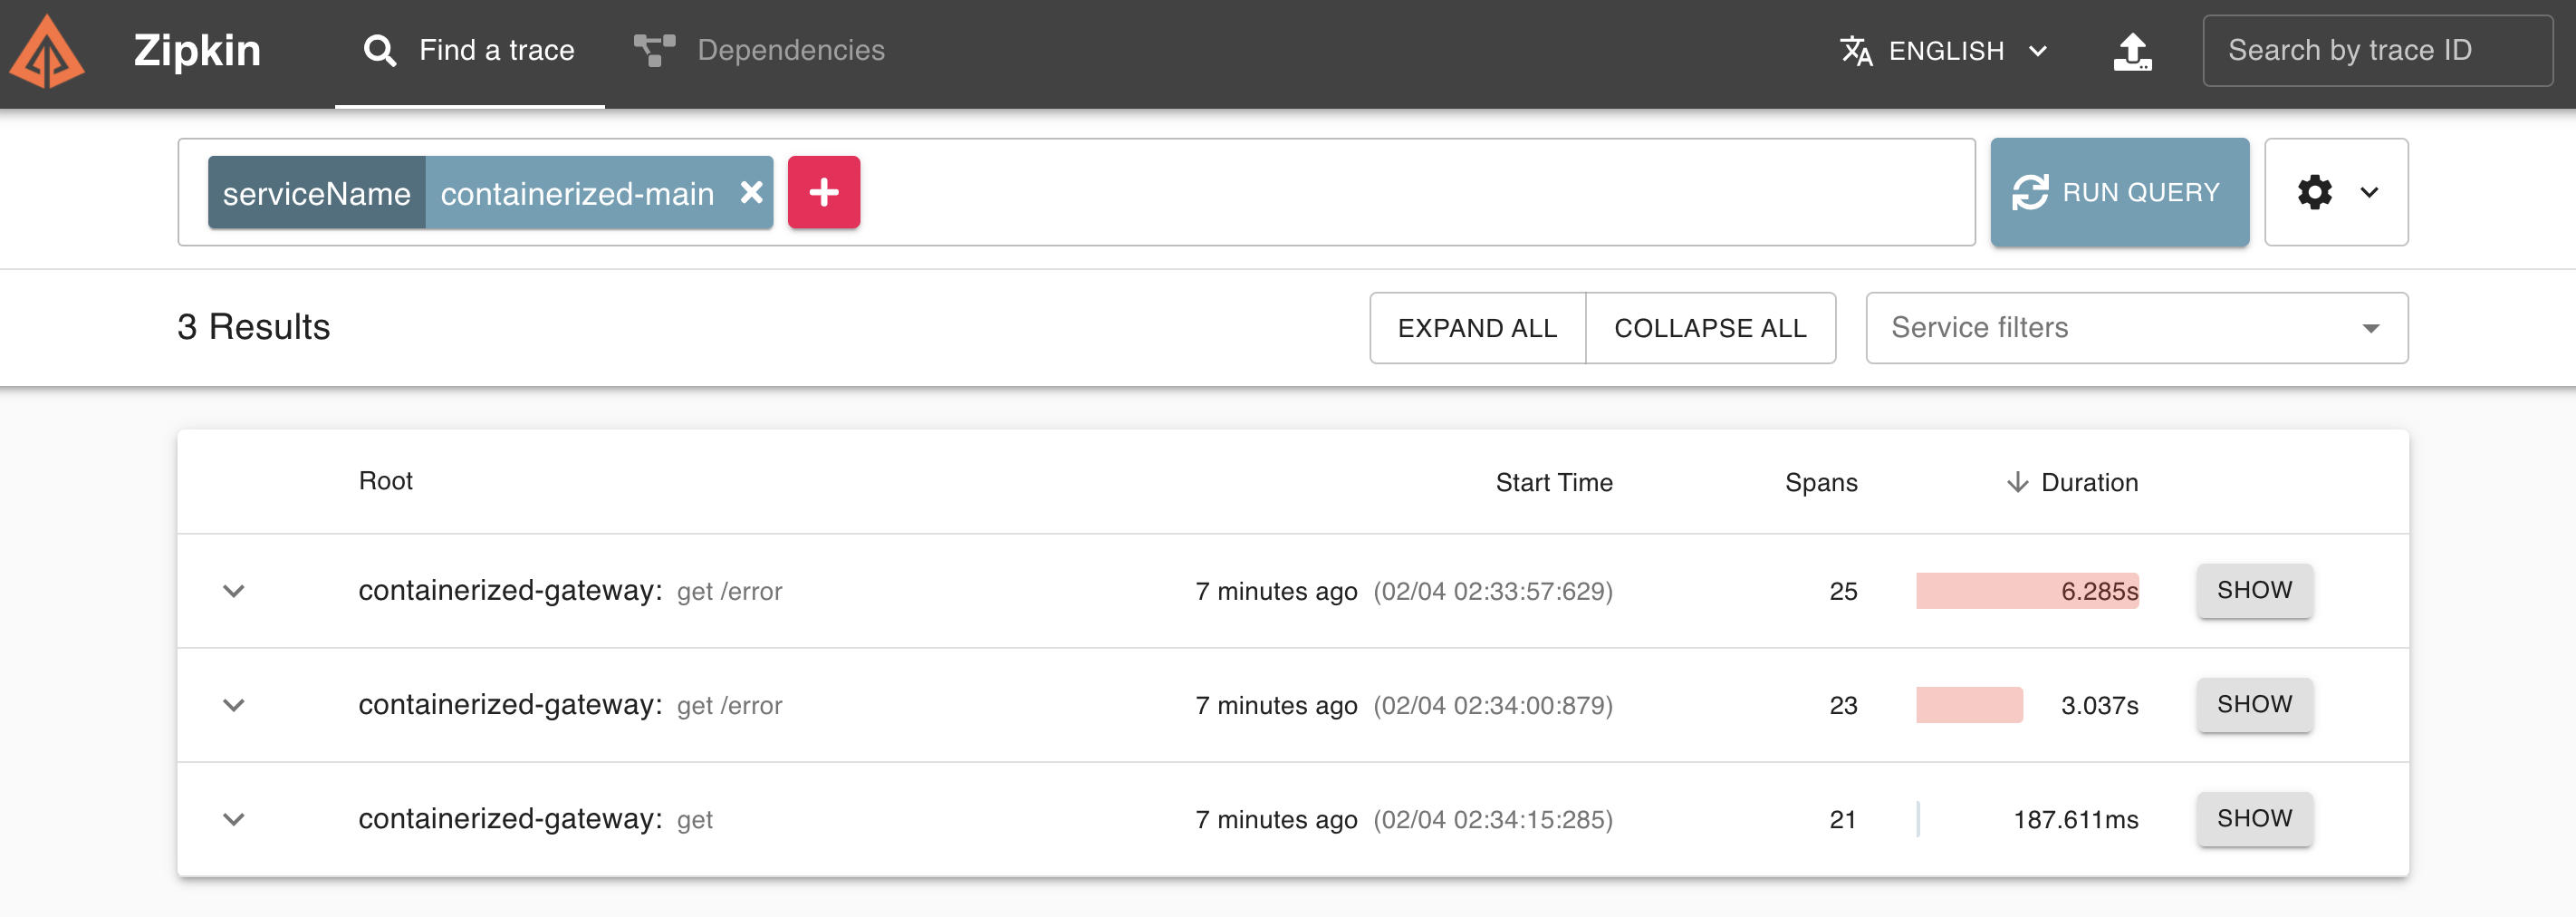 Zipkin Find a trace Dependencies ENGLISH Search by trace ID
serviceName containerized-main RUN QUERY
3 Results EXPAND ALL COLLAPSE ALL Service filters
Root Start Time Spans Duration
containerized-gateway: get /error 7 minutes ago (02/04 02:33:57:629) 25 6.285s SHOW
containerized-gateway: get /error 7 minutes ago (02/04 02:34:00:879) 23 3.037s SHOW
containerized-gateway: get 7 minutes ago (02/04 02:34:15:285) 21 187.611ms SHOW